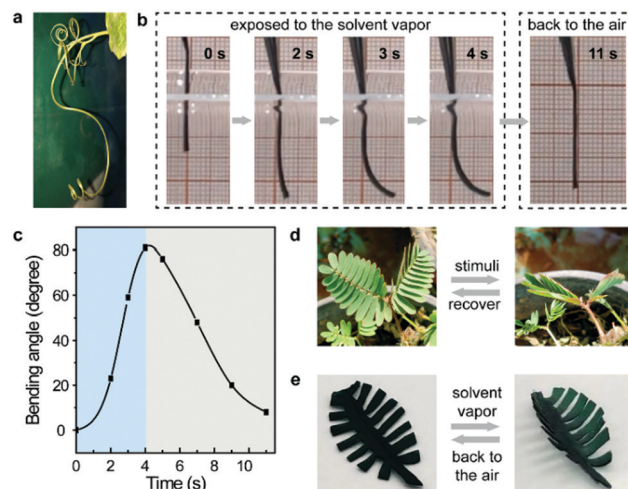 a
b
exposed to the solvent vapor
back to the air
0 s
2 s
3 s
4 s
11 s
c
Bending angle (degree)
80
60
40
20
0
0 2 4 6 8 10
Time (s)
d
stimuli
recover
e
solvent
vapor
back to
the air